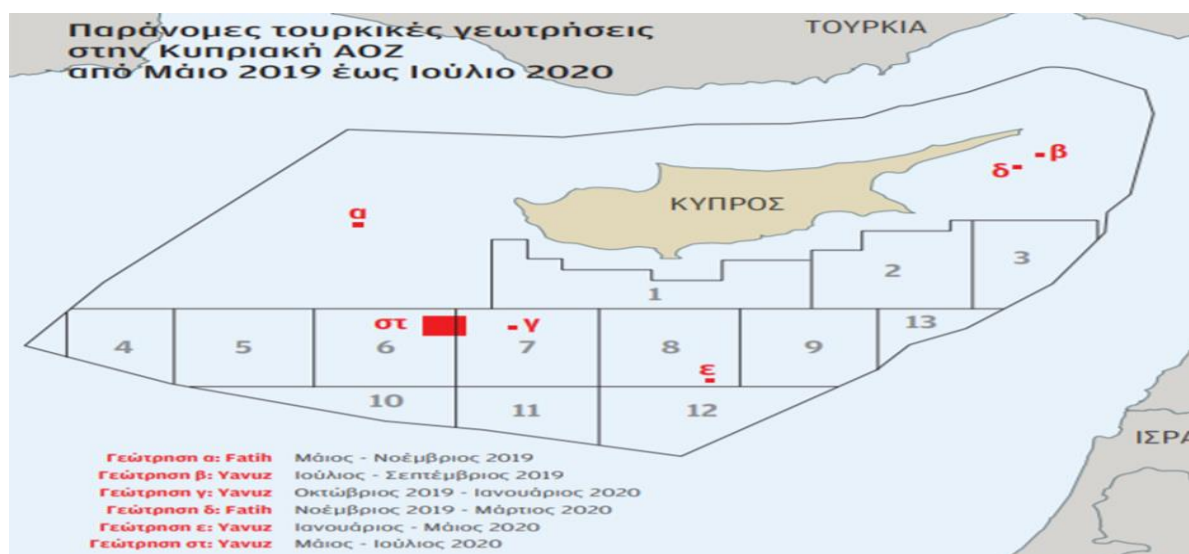 Παράνομες τουρκικές γεωτρήσεις
στην Κυπριακή ΑΟΖ
από Μάιο 2019 έως Ιούλιο 2020
ΤΟΥΡΚΙΑ
β
δ
ΚΥΠΡΟΣ
α
3
2
1
στ
γ
13
4
5
6
7
8
9
ε
10
11
12
ΙΣΡΑ
Γεώτρηση α: Fatih Μάιος - Νοέμβριος 2019
Γεώτρηση β: Yavuz Ιούλιος - Σεπτέμβριος 2019
Γεώτρηση γ: Yavuz Οκτώβριος 2019 - Ιανουάριος 2020
Γεώτρηση δ: Fatih Νοέμβριος 2019 - Μάρτιος 2020
Γεώτρηση ε: Yavuz Ιανουάριος - Μάιος 2020
Γεώτρηση στ: Yavuz Μάιος - Ιούλιος 2020